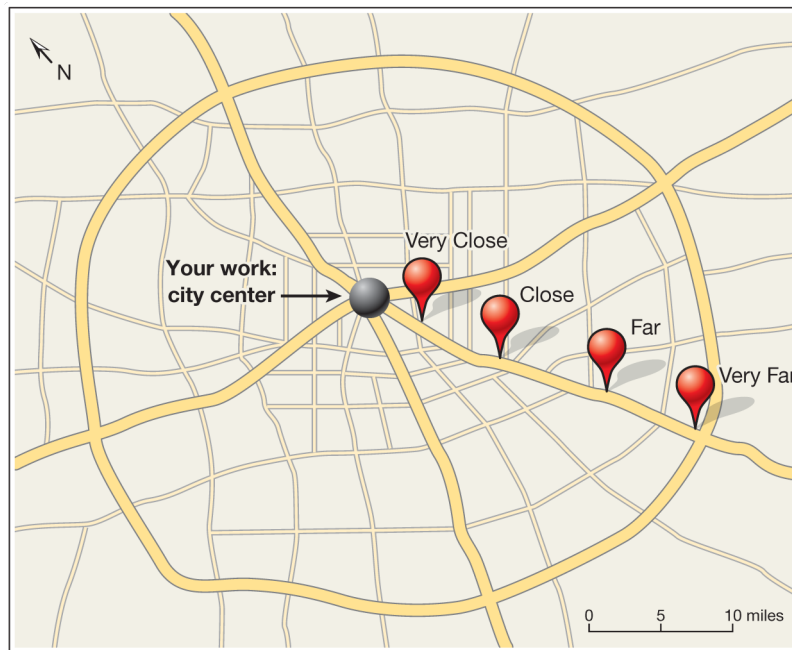 N
Very Close
Your work:
city center
Close
Far
Very Far
0 5 10 miles